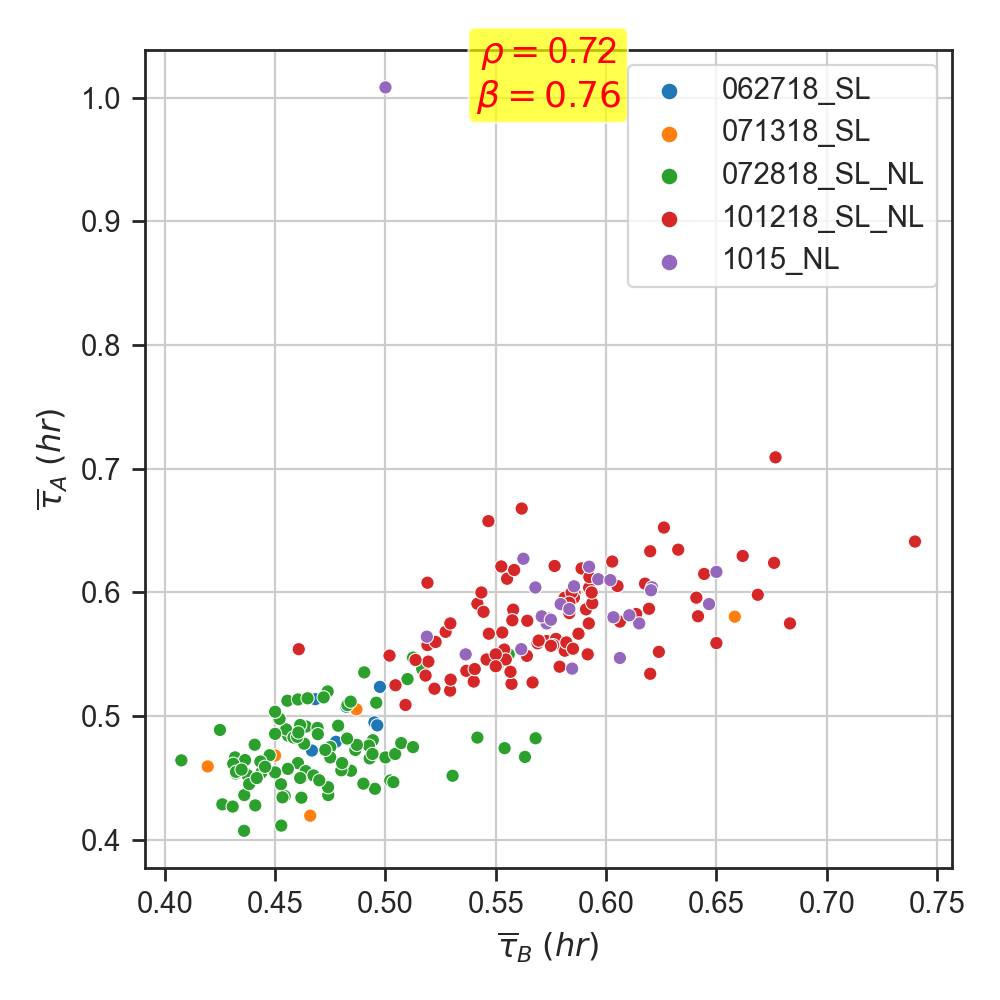 ρ = 0.72
β = 0.76
062718_SL
071318_SL
072818_SL_NL
101218_SL_NL
1015_NL
1.0
0.9
0.8
0.7
0.6
0.5
0.4
τ̅_A (hr)
0.40 0.45 0.50 0.55 0.60 0.65 0.70 0.75
τ̅_B (hr)